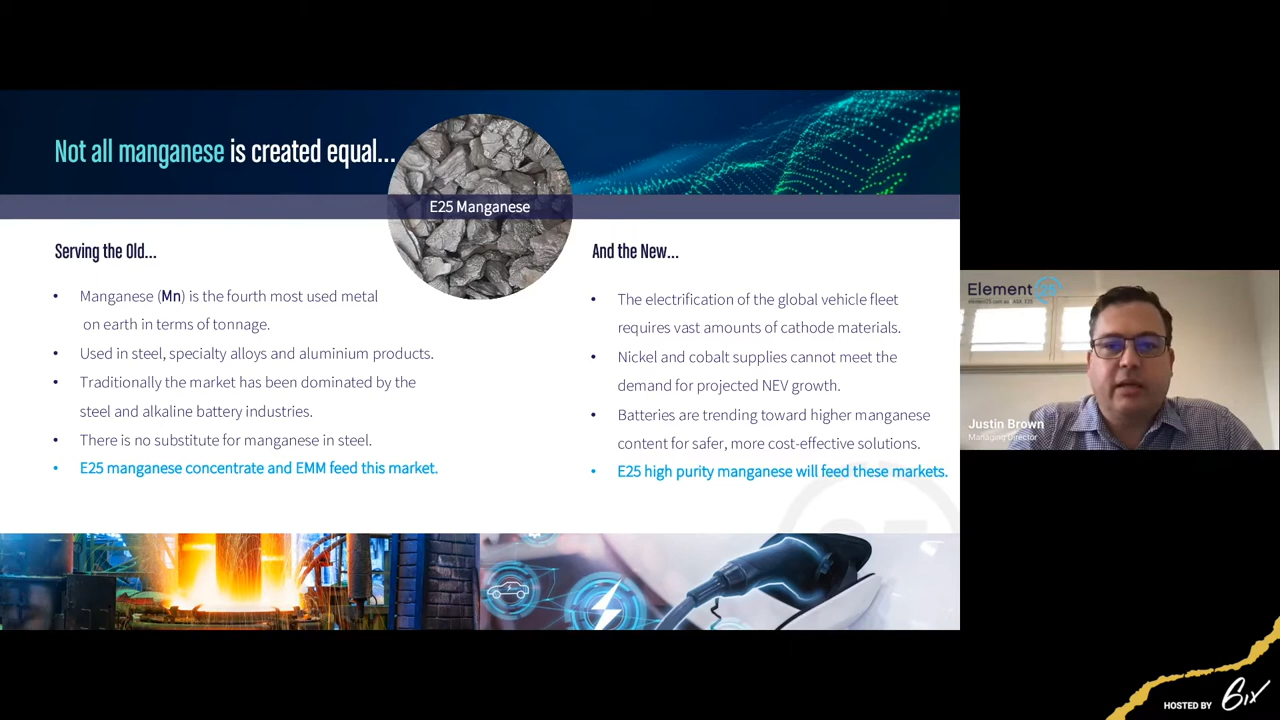 Not all manganese is created equal...
E25 Manganese
Serving the Old...
• Manganese (Mn) is the fourth most used metal
on earth in terms of tonnage.
• Used in steel, specialty alloys and aluminium products.
• Traditionally the market has been dominated by the
steel and alkaline battery industries.
• There is no substitute for manganese in steel.
• E25 manganese concentrate and EMM feed this market.
And the New...
• The electrification of the global vehicle fleet
requires vast amounts of cathode materials.
• Nickel and cobalt supplies cannot meet the
demand for projected NEV growth.
• Batteries are trending toward higher manganese
content for safer, more cost-effective solutions.
• E25 high purity manganese will feed these markets.
Element 25
element25.com.au | ASX: E25
Justin Brown
Managing Director
HOSTED BY 6ix